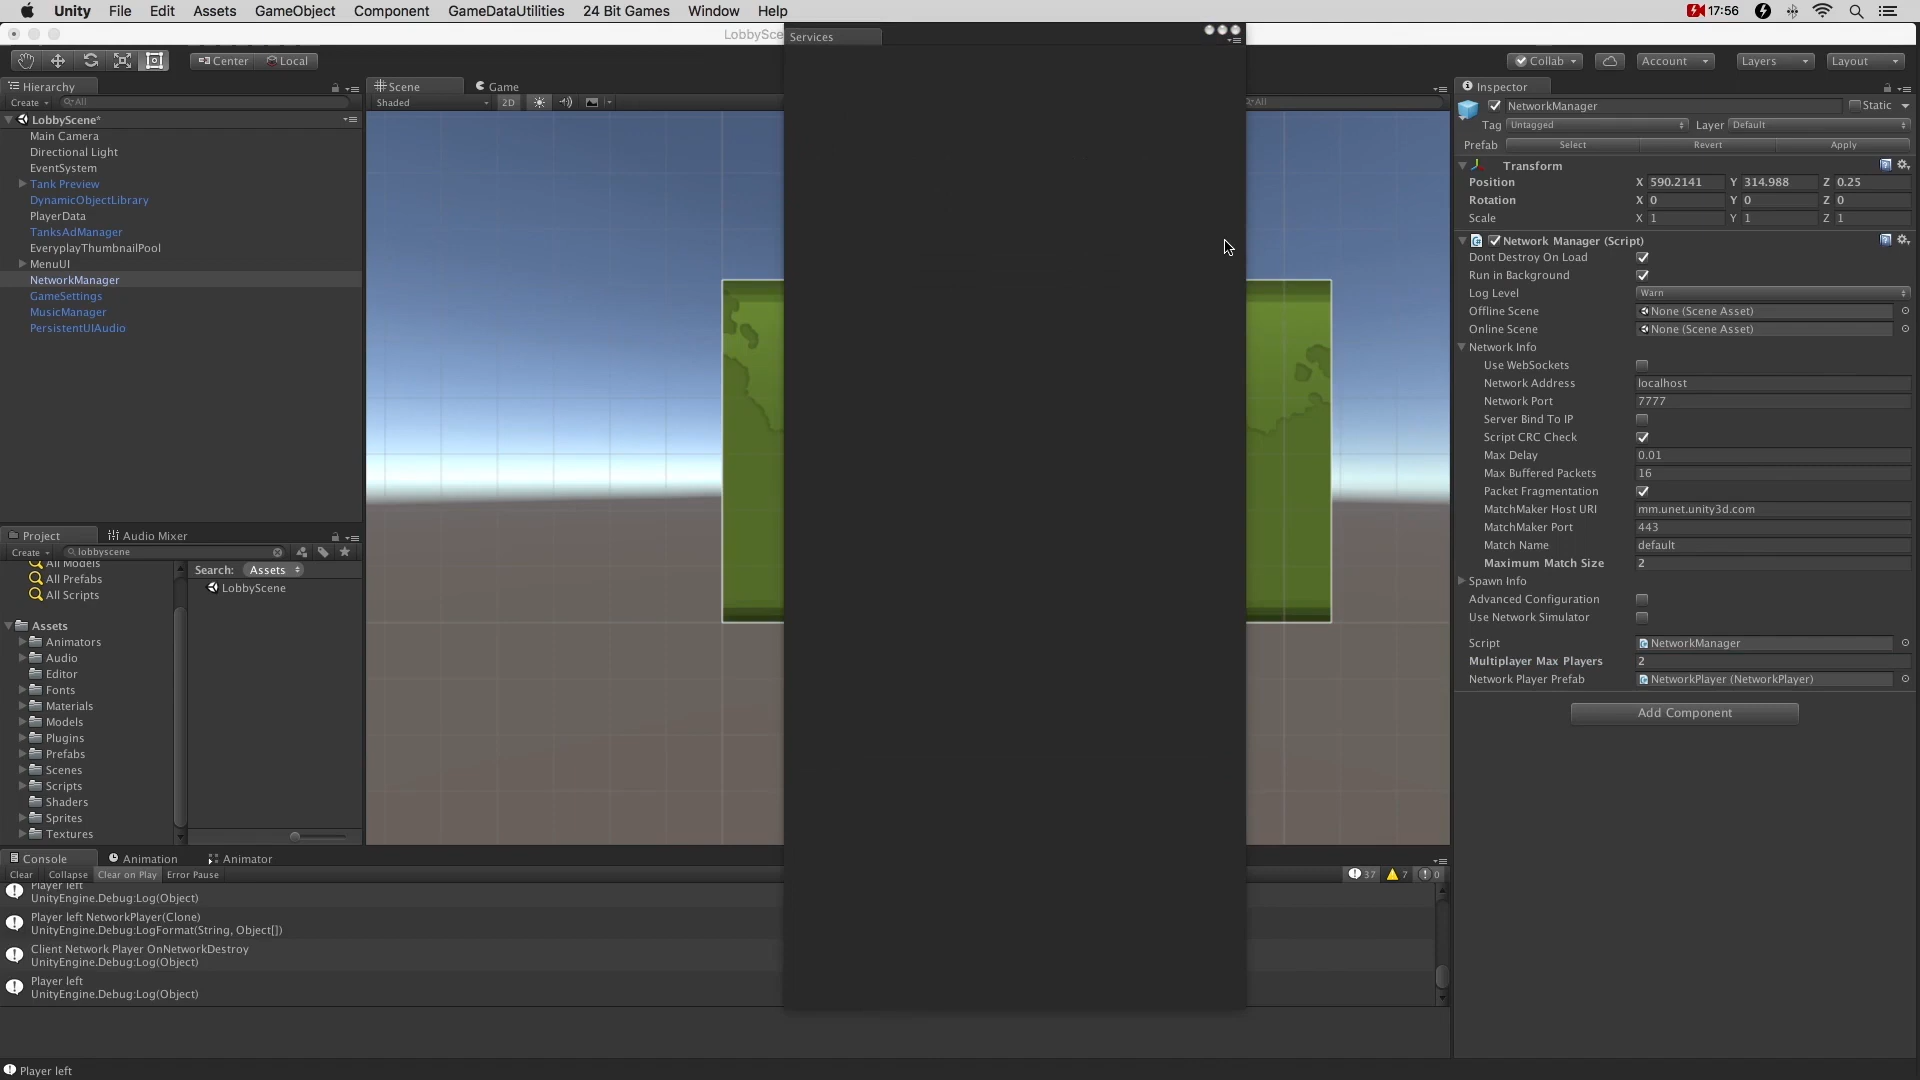 Unity File Edit Assets GameObject Component GameDataUtilities 24 Bit Games Window Help 17:56
LobbySce
Services
Center Local
Collab Account Layers Layout
Hierarchy
Create All
LobbyScene*
Main Camera
Directional Light
EventSystem
Tank Preview
DynamicObjectLibrary
PlayerData
TanksAdManager
EveryplayThumbnailPool
MenuUI
NetworkManager
GameSettings
MusicManager
PersistentUIAudio
Scene Game
Shaded 2D
All
Project Audio Mixer
Create lobbyscene
All Models
All Prefabs
All Scripts
Assets
Animators
Audio
Editor
Fonts
Materials
Models
Plugins
Prefabs
Scenes
Scripts
Shaders
Sprites
Textures
Search: Assets
LobbyScene
Console Animation Animator
Clear Collapse Clear on Play Error Pause 37 7 0
Player left
UnityEngine.Debug:Log(Object)
Player left NetworkPlayer(Clone)
UnityEngine.Debug:LogFormat(String, Object[])
Client Network Player OnNetworkDestroy
UnityEngine.Debug:Log(Object)
Player left
UnityEngine.Debug:Log(Object)
Player left
Inspector
NetworkManager Static
Tag Untagged Layer Default
Prefab Select Revert Apply
Transform
Position X 590.2141 Y 314.988 Z 0.25
Rotation X 0 Y 0 Z 0
Scale X 1 Y 1 Z 1
Network Manager (Script)
Dont Destroy On Load
Run in Background
Log Level Warn
Offline Scene None (Scene Asset)
Online Scene None (Scene Asset)
Network Info
Use WebSockets
Network Address localhost
Network Port 7777
Server Bind To IP
Script CRC Check
Max Delay 0.01
Max Buffered Packets 16
Packet Fragmentation
MatchMaker Host URI mm.unet.unity3d.com
MatchMaker Port 443
Match Name default
Maximum Match Size 2
Spawn Info
Advanced Configuration
Use Network Simulator
Script NetworkManager
Multiplayer Max Players 2
Network Player Prefab NetworkPlayer (NetworkPlayer)
Add Component